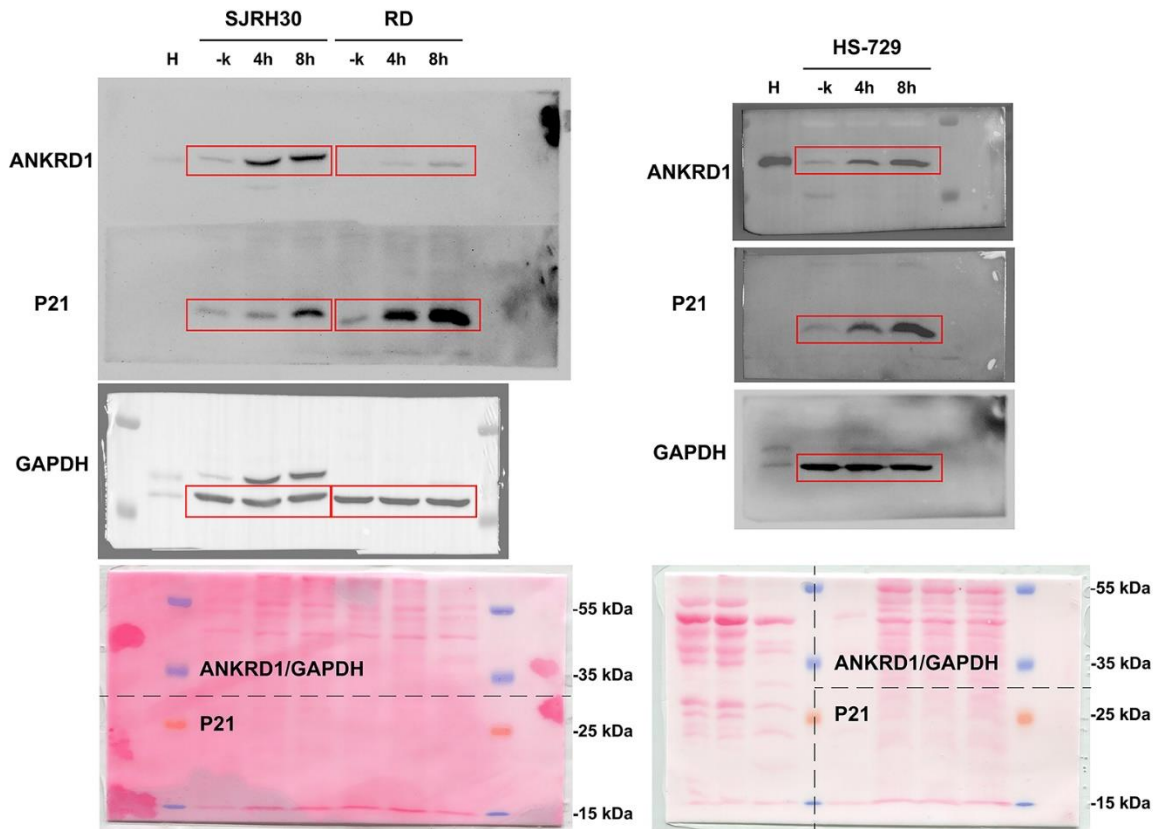 SJRH30 RD
H -k 4h 8h -k 4h 8h
ANKRD1
P21
GAPDH
-55 kDa
-35 kDa
ANKRD1/GAPDH
P21
-25 kDa
-15 kDa
HS-729
H -k 4h 8h
ANKRD1
P21
GAPDH
-55 kDa
ANKRD1/GAPDH -35 kDa
P21 -25 kDa
-15 kDa